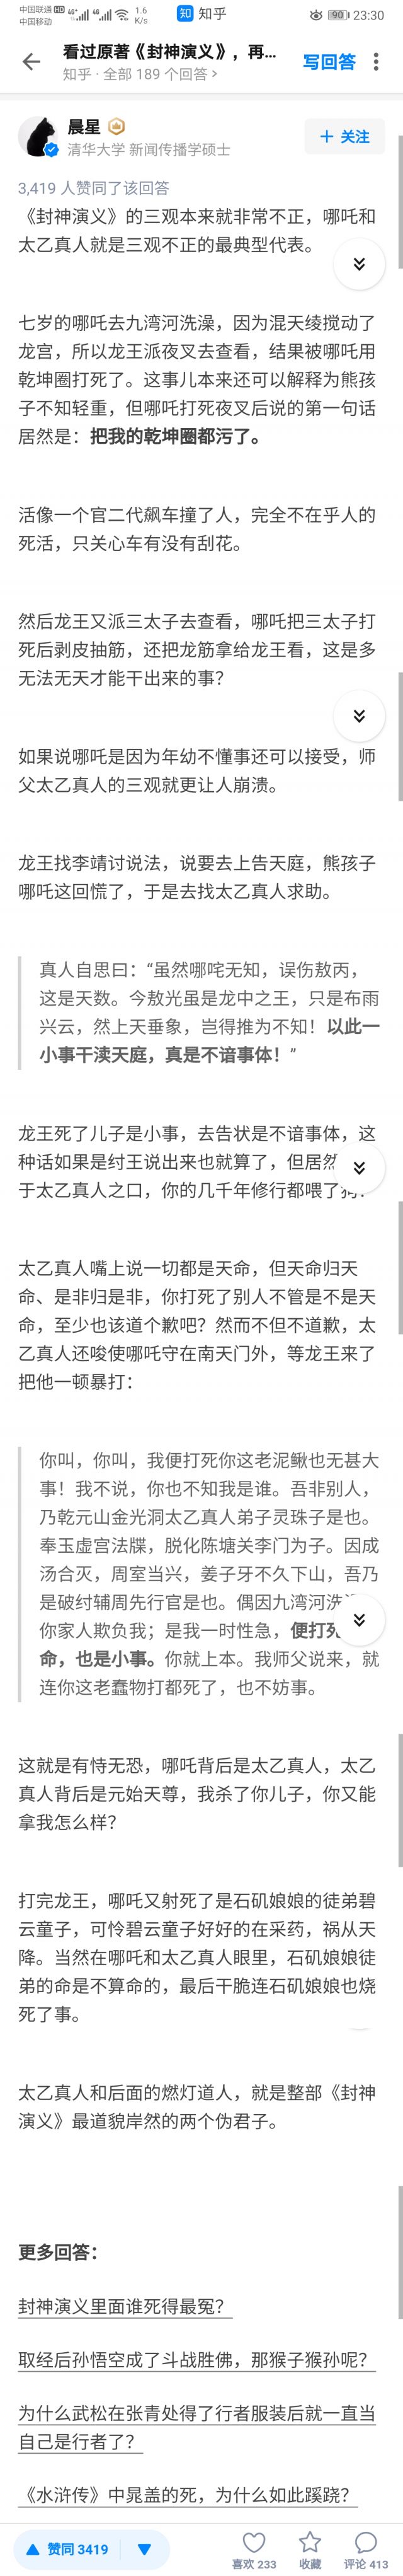 中国联通 HD 4G 4G 1.6 K/s
中国移动
知 知乎
90 23:30
看过原著《封神演义》，再...
知乎 · 全部 189 个回答 >
写回答
晨星
清华大学 新闻传播学硕士
+ 关注
3,419 人赞同了该回答
《封神演义》的三观本来就非常不正，哪吒和
太乙真人就是三观不正的最典型代表。
七岁的哪吒去九湾河洗澡，因为混天绫搅动了
龙宫，所以龙王派夜叉去查看，结果被哪吒用
乾坤圈打死了。这事儿本来还可以解释为熊孩
子不知轻重，但哪吒打死夜叉后说的第一句话
居然是：把我的乾坤圈都污了。
活像一个官二代飙车撞了人，完全不在乎人的
死活，只关心车有没有刮花。
然后龙王又派三太子去查看，哪吒把三太子打
死后剥皮抽筋，还把龙筋拿给龙王看，这是多
无法无天才能干出来的事？
如果说哪吒是因为年幼不懂事还可以接受，师
父太乙真人的三观就更让人崩溃。
龙王找李靖讨说法，说要去上告天庭，熊孩子
哪吒这回慌了，于是去找太乙真人求助。
真人自思曰：“虽然哪咤无知，误伤敖丙，
这是天数。今敖光虽是龙中之王，只是布雨
兴云，然上天垂象，岂得推为不知！以此一
小事干渎天庭，真是不谙事体！”
龙王死了儿子是小事，去告状是不谙事体，这
种话如果是纣王说出来也就算了，但居然
于太乙真人之口，你的几千年修行都喂了狗？
太乙真人嘴上说一切都是天命，但天命归天
命、是非归是非，你打死了别人不管是不是天
命，至少也该道个歉吧？然而不但不道歉，太
乙真人还唆使哪吒守在南天门外，等龙王来了
把他一顿暴打：
你叫，你叫，我便打死你这老泥鳅也无甚大
事！我不说，你也不知我是谁。吾非别人，
乃乾元山金光洞太乙真人弟子灵珠子是也。
奉玉虚宫法牒，脱化陈塘关李门为子。因成
汤合灭，周室当兴，姜子牙不久下山，吾乃
是破纣辅周先行官是也。偶因九湾河洗
你家人欺负我；是我一时性急，便打死
命，也是小事。你就上本。我师父说来，就
连你这老蠢物打都死了，也不妨事。
这就是有恃无恐，哪吒背后是太乙真人，太乙
真人背后是元始天尊，我杀了你儿子，你又能
拿我怎么样？
打完龙王，哪吒又射死了是石矶娘娘的徒弟碧
云童子，可怜碧云童子好好的在采药，祸从天
降。当然在哪吒和太乙真人眼里，石矶娘娘徒
弟的命是不算命的，最后干脆连石矶娘娘也烧
死了事。
太乙真人和后面的燃灯道人，就是整部《封神
演义》最道貌岸然的两个伪君子。
更多回答：
封神演义里面谁死得最冤？
取经后孙悟空成了斗战胜佛，那猴子猴孙呢？
为什么武松在张青处得了行者服装后就一直当
自己是行者了？
《水浒传》中晁盖的死，为什么如此蹊跷？
赞同 3419
喜欢 233
收藏
评论 413